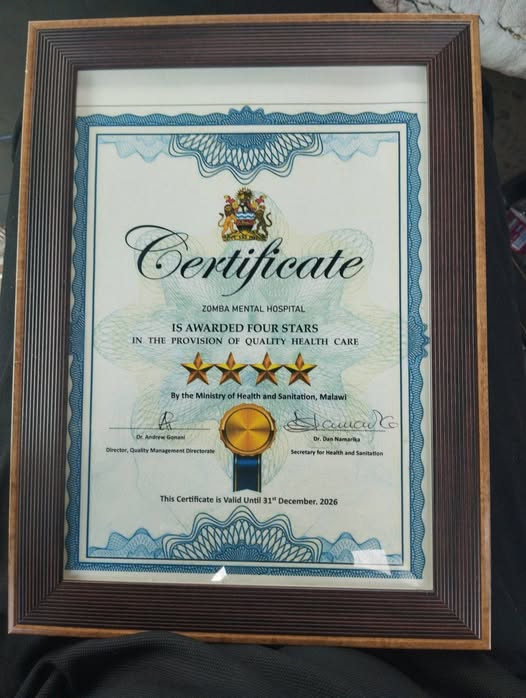 Certificate
ZOMBA MENTAL HOSPITAL
IS AWARDED FOUR STARS
IN THE PROVISION OF QUALITY HEALTH CARE
By the Ministry of Health and Sanitation, Malawi
Dr. Andrew Gonani
Director, Quality Management Directorate
Dr. Dan Namarika
Secretary for Health and Sanitation
This Certificate is Valid Until 31st December. 2026